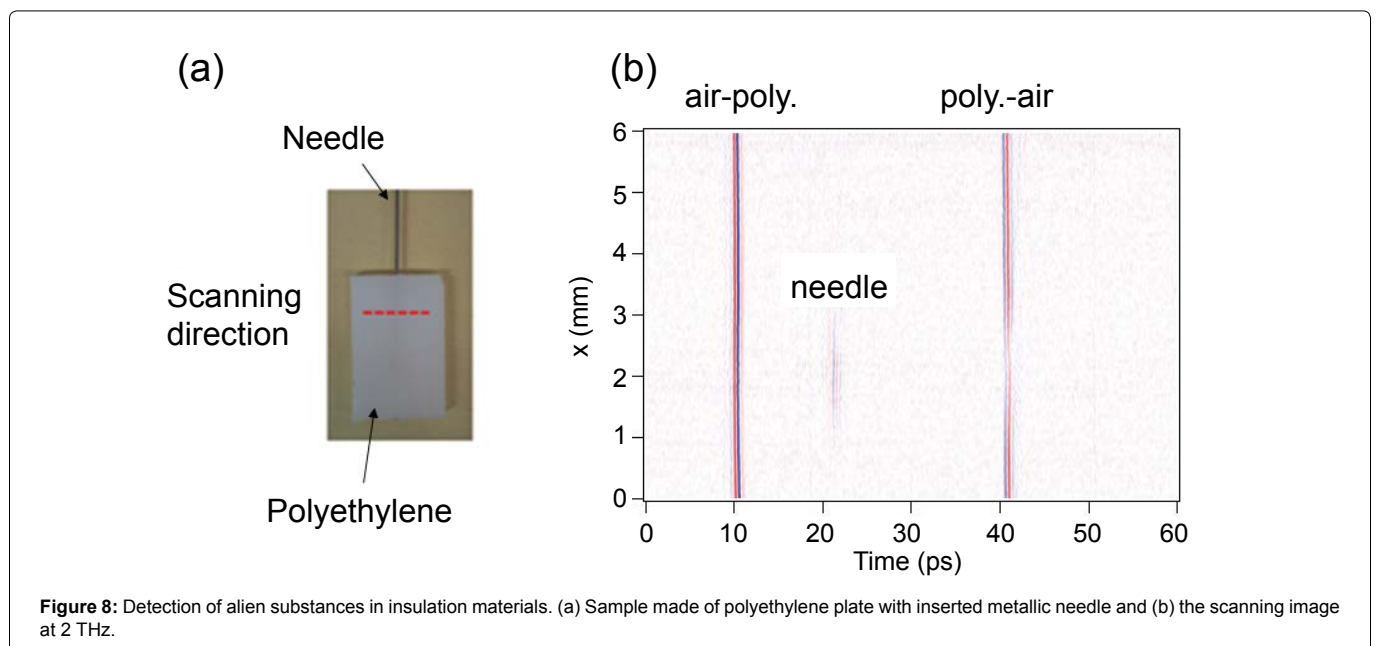 (a)
Needle
Scanning
direction
Polyethylene
(b)
air-poly.
poly.-air
6
5
4
3
2
1
0
x (mm)
needle
0 10 20 30 40 50 60
Time (ps)
Figure 8: Detection of alien substances in insulation materials. (a) Sample made of polyethylene plate with inserted metallic needle and (b) the scanning image
at 2 THz.